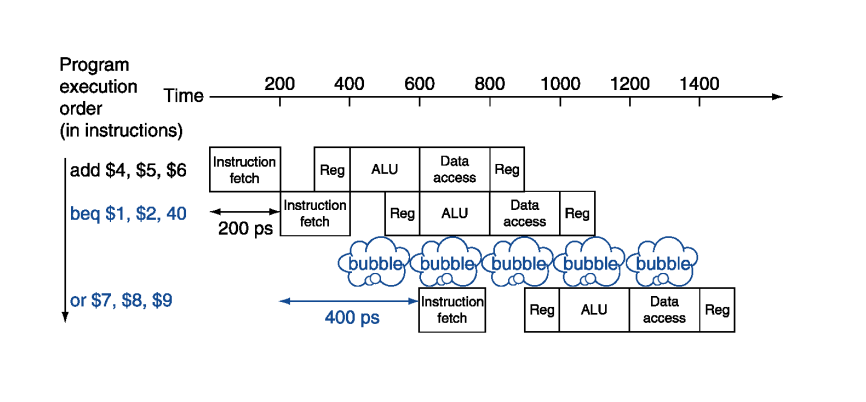 Program
execution
order
(in instructions)
Time
200 400 600 800 1000 1200 1400
add $4, $5, $6
Instruction
fetch
Reg
ALU
Data
access
Reg
beq $1, $2, 40
200 ps
Instruction
fetch
Reg
ALU
Data
access
Reg
bubble bubble bubble bubble bubble
or $7, $8, $9
400 ps
Instruction
fetch
Reg
ALU
Data
access
Reg